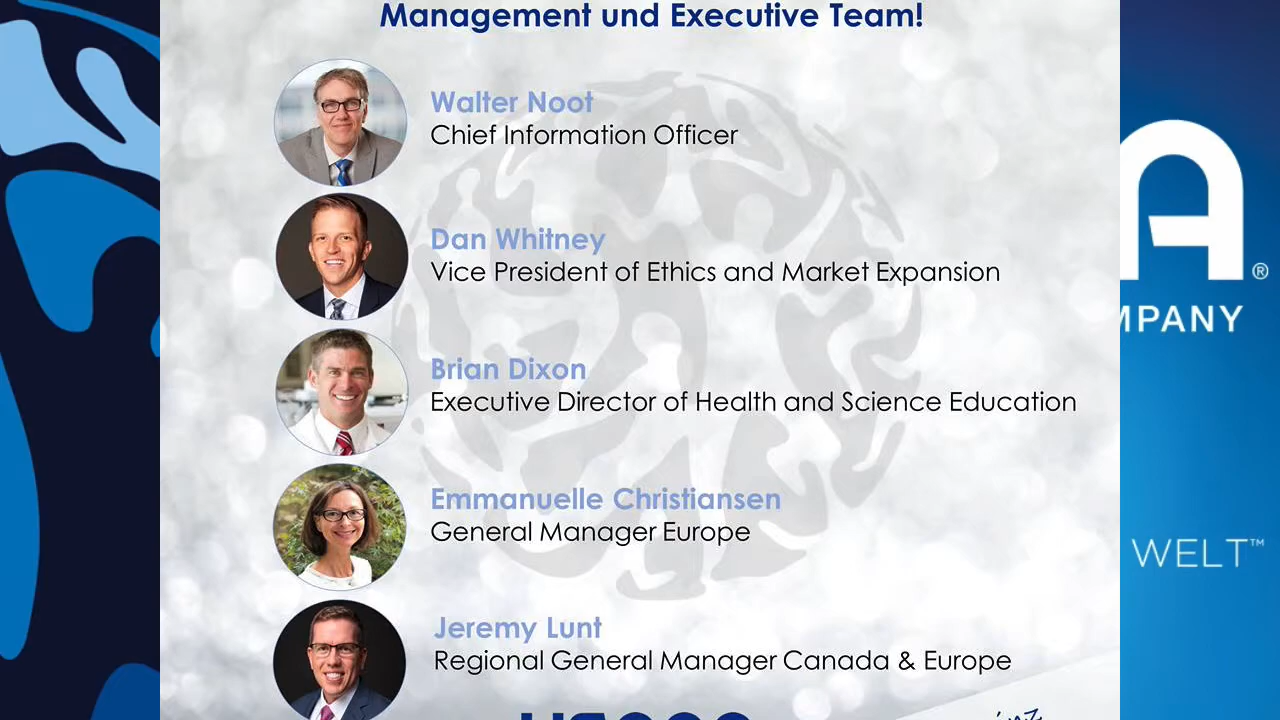 Management und Executive Team!
Walter Noot
Chief Information Officer
Dan Whitney
Vice President of Ethics and Market Expansion
Brian Dixon
Executive Director of Health and Science Education
Emmanuelle Christiansen
General Manager Europe
Jeremy Lunt
Regional General Manager Canada & Europe
A®
MPANY
WELT™